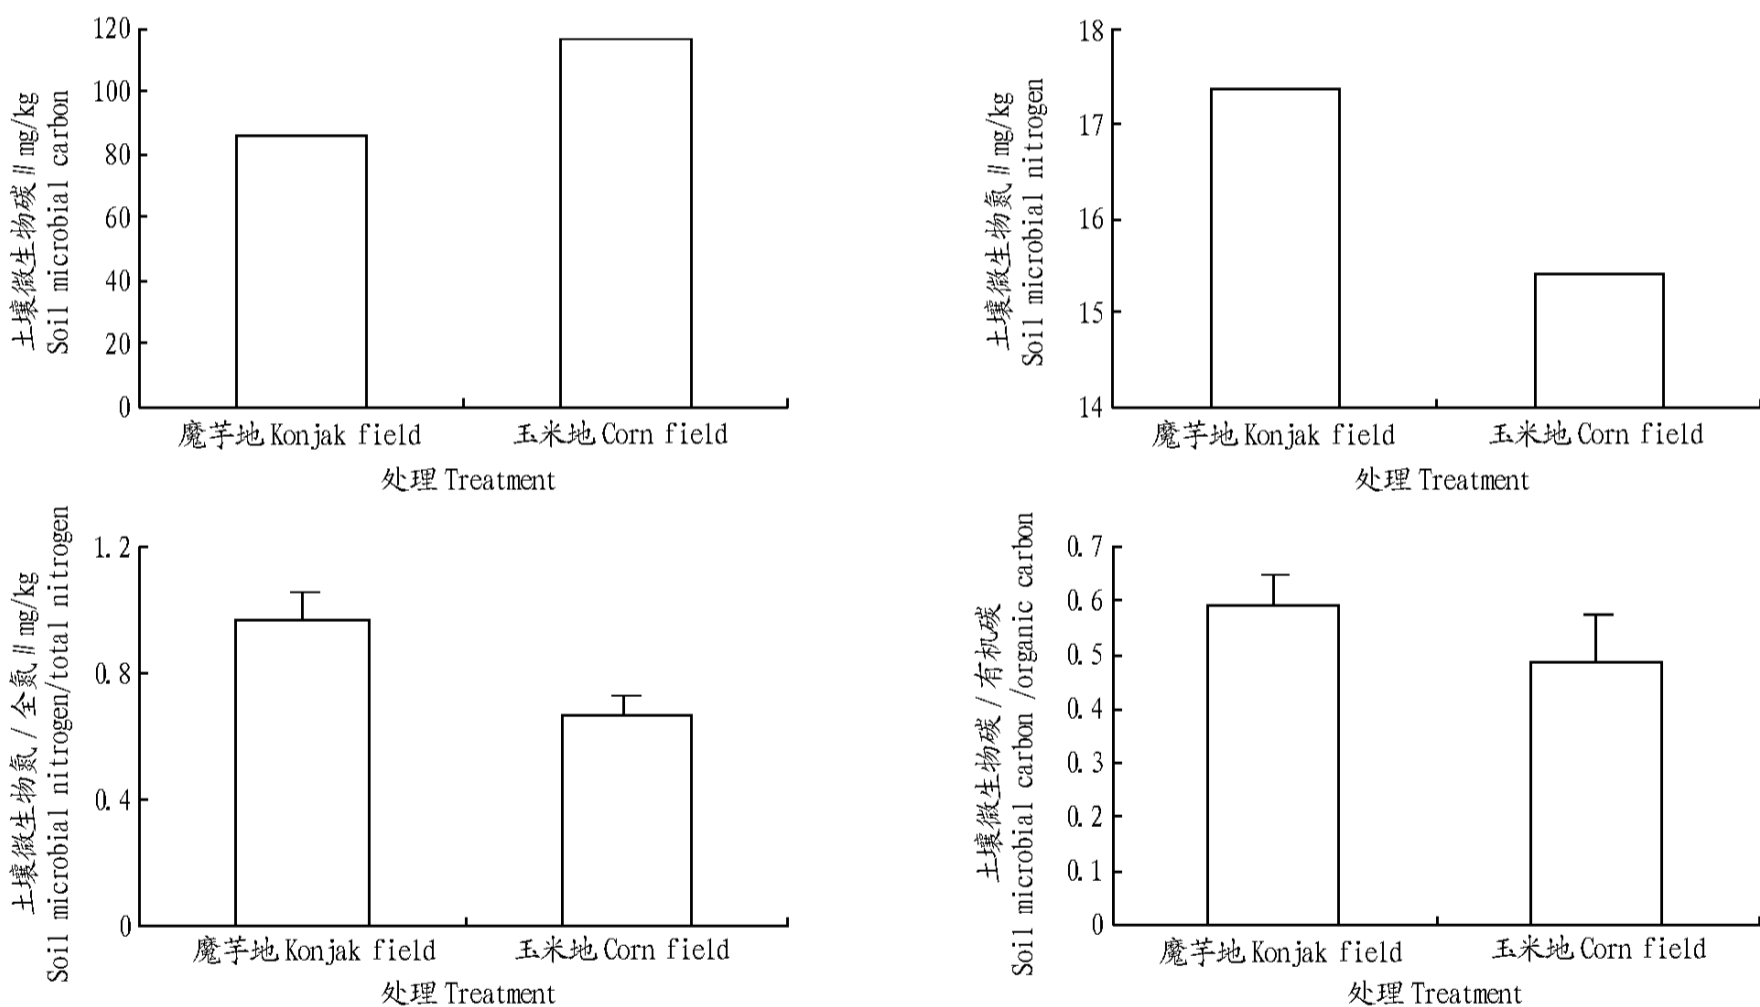 土壤微生物碳∥mg/kg
Soil microbial carbon
120
100
80
60
40
20
0
魔芋地 Konjak field
玉米地 Corn field
处理 Treatment
土壤微生物氮∥mg/kg
Soil microbial nitrogen
18
17
16
15
14
魔芋地 Konjak field
玉米地 Corn field
处理 Treatment
土壤微生物氮/全氮∥mg/kg
Soil microbial nitrogen/total nitrogen
1.2
0.8
0.4
0
魔芋地 Konjak field
玉米地 Corn field
处理 Treatment
土壤微生物碳/有机碳
Soil microbial carbon /organic carbon
0.7
0.6
0.5
0.4
0.3
0.2
0.1
0
魔芋地 Konjak field
玉米地 Corn field
处理 Treatment